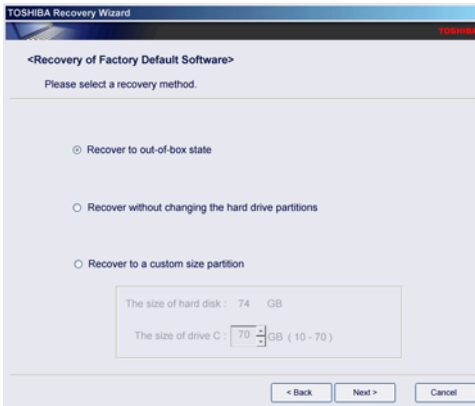 TOSHIBA Recovery Wizard
TOSHIBA
<Recovery of Factory Default Software>
Please select a recovery method.
Recover to out-of-box state
Recover without changing the hard drive partitions
Recover to a custom size partition
The size of hard disk : 74 GB
The size of drive C : 70 GB ( 10 - 70 )
< Back Next > Cancel